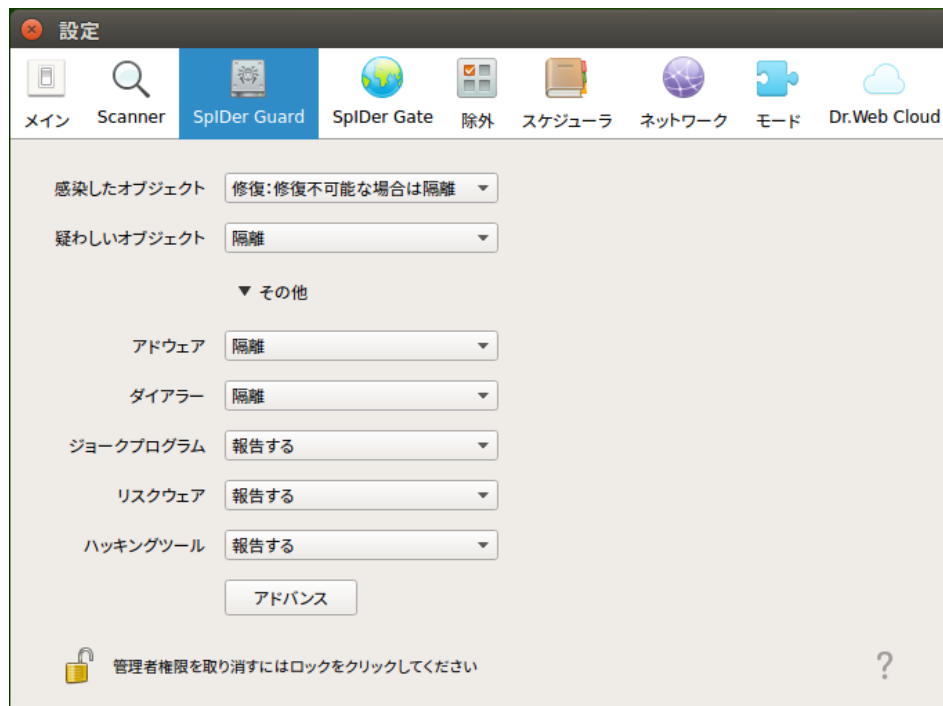 設定
メイン Scanner SpIDer Guard SpIDer Gate 除外 スケジューラ ネットワーク モード Dr.Web Cloud
感染したオブジェクト 修復:修復不可能な場合は隔離
疑わしいオブジェクト 隔離
▼ その他
アドウェア 隔離
ダイアラー 隔離
ジョークプログラム 報告する
リスクウェア 報告する
ハッキングツール 報告する
アドバンス
管理者権限を取り消すにはロックをクリックしてください ?